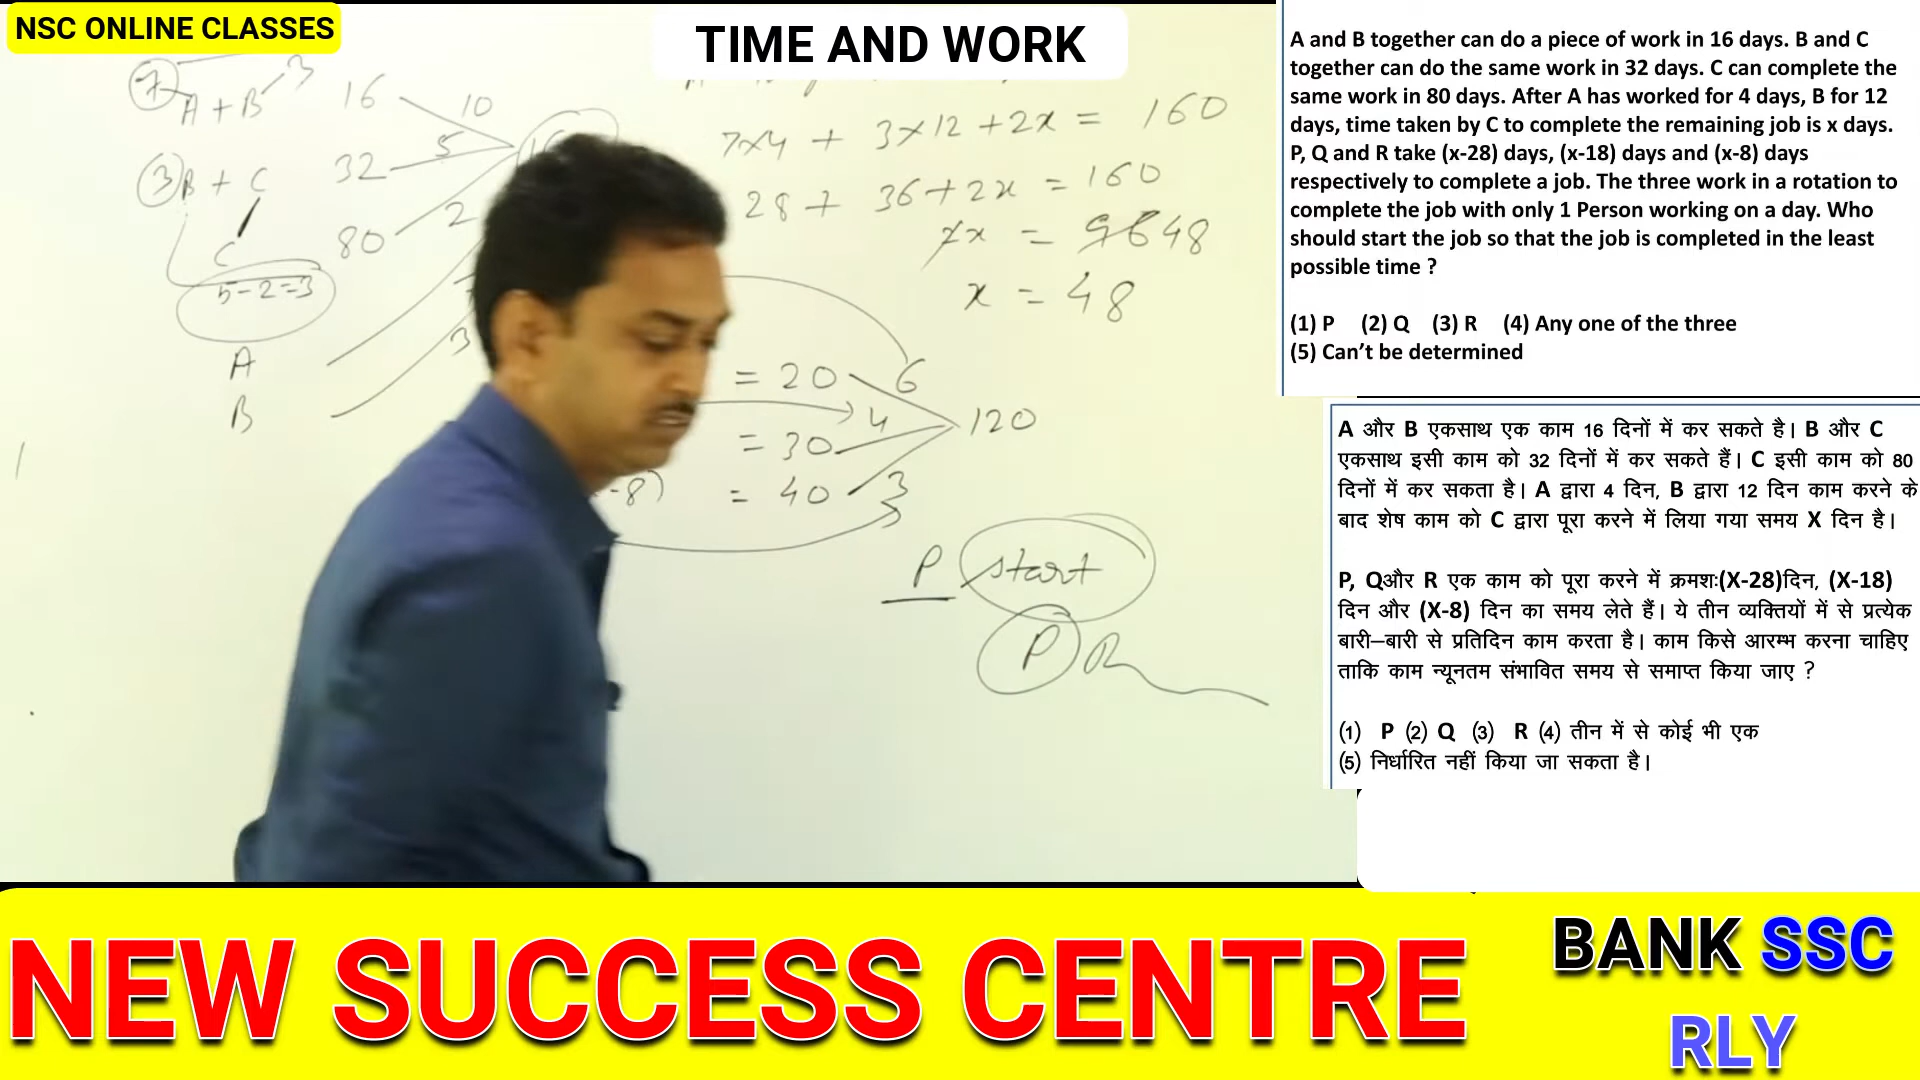 NSC ONLINE CLASSES
TIME AND WORK
7
A + B 3 16 10
3 B + C 32 5
C 80 2
5-2=3
A
B 3
7x4 + 3x12 + 2x = 160
28 + 36 + 2x = 160
2x = 96 48
x = 48
= 20 6
= 30 4 120
-8) = 40 3
P start
P R
A and B together can do a piece of work in 16 days. B and C
together can do the same work in 32 days. C can complete the
same work in 80 days. After A has worked for 4 days, B for 12
days, time taken by C to complete the remaining job is x days.
P, Q and R take (x-28) days, (x-18) days and (x-8) days
respectively to complete a job. The three work in a rotation to
complete the job with only 1 Person working on a day. Who
should start the job so that the job is completed in the least
possible time ?
(1) P (2) Q (3) R (4) Any one of the three
(5) Can't be determined
A और B एकसाथ एक काम 16 दिनों में कर सकते है। B और C
एकसाथ इसी काम को 32 दिनों में कर सकते हैं। C इसी काम को 80
दिनों में कर सकता है। A द्वारा 4 दिन, B द्वारा 12 दिन काम करने के
बाद शेष काम को C द्वारा पूरा करने में लिया गया समय X दिन है।
P, Qऔर R एक काम को पूरा करने में क्रमशः(X-28)दिन, (X-18)
दिन और (X-8) दिन का समय लेते हैं। ये तीन व्यक्तियों में से प्रत्येक
बारी–बारी से प्रतिदिन काम करता है। काम किसे आरम्भ करना चाहिए
ताकि काम न्यूनतम संभावित समय से समाप्त किया जाए ?
(1) P (2) Q (3) R (4) तीन में से कोई भी एक
(5) निर्धारित नहीं किया जा सकता है।
NEW SUCCESS CENTRE
BANK SSC
RLY